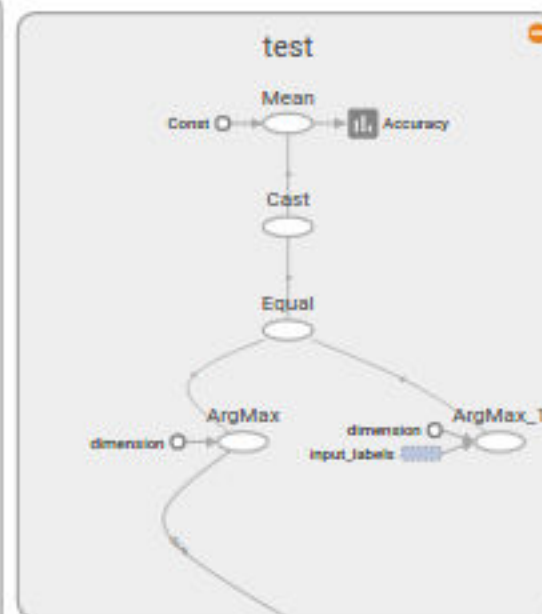 test
Mean
Const
Accuracy
Cast
Equal
ArgMax
ArgMax_1
dimension
dimension
input_labels